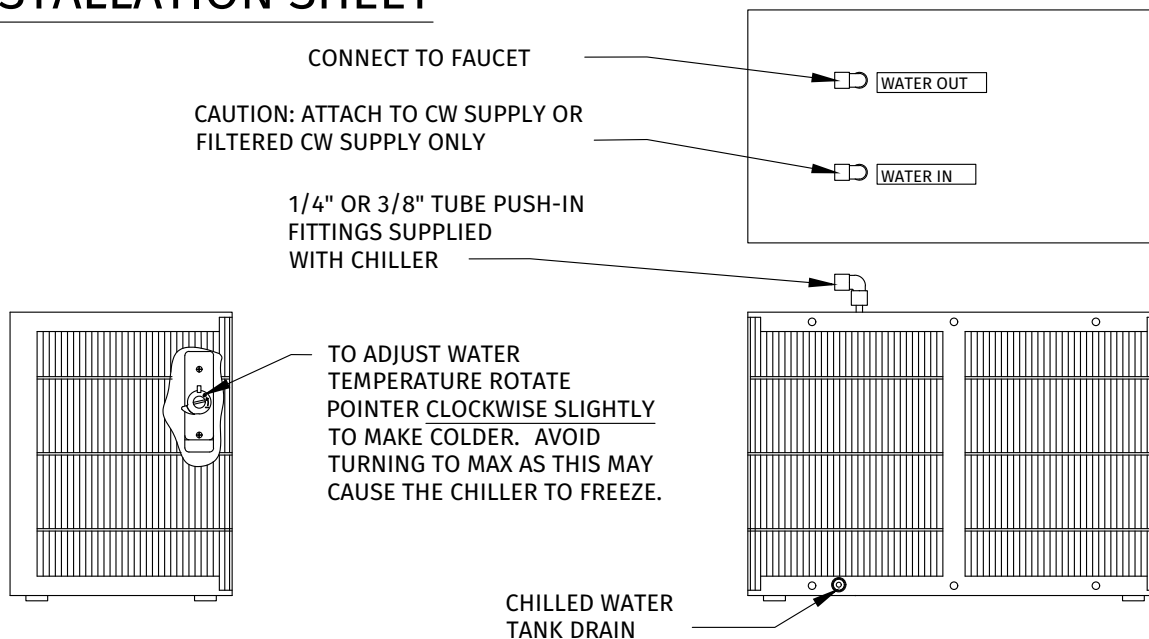 SHEET
CONNECT TO FAUCET
WATER OUT
CAUTION: ATTACH TO CW SUPPLY OR
FILTERED CW SUPPLY ONLY
WATER IN
1/4" OR 3/8" TUBE PUSH-IN
FITTINGS SUPPLIED
WITH CHILLER
TO ADJUST WATER
TEMPERATURE ROTATE
POINTER CLOCKWISE SLIGHTLY
TO MAKE COLDER. AVOID
TURNING TO MAX AS THIS MAY
CAUSE THE CHILLER TO FREEZE.
CHILLED WATER
TANK DRAIN